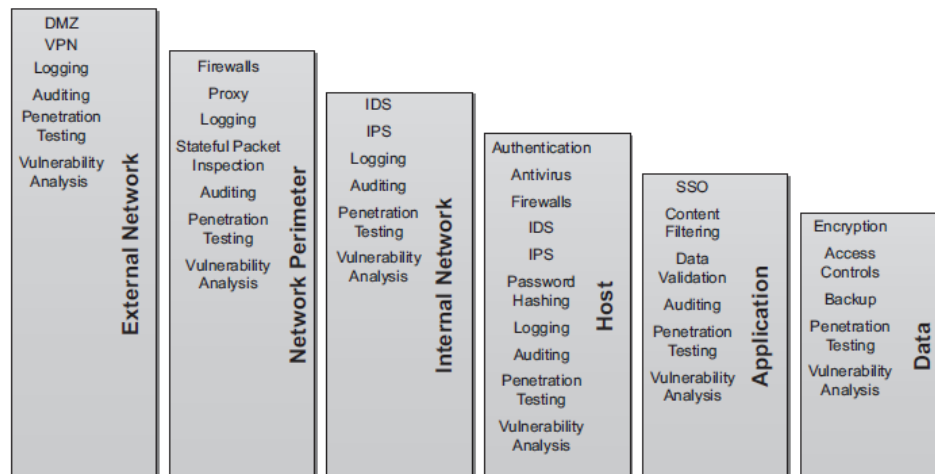 DMZ
VPN
Logging
Auditing
Penetration
Testing
Vulnerability
Analysis
External Network
Firewalls
Proxy
Logging
Stateful Packet
Inspection
Auditing
Penetration
Testing
Vulnerability
Analysis
Network Perimeter
IDS
IPS
Logging
Auditing
Penetration
Testing
Vulnerability
Analysis
Internal Network
Authentication
Antivirus
Firewalls
IDS
IPS
Password
Hashing
Logging
Auditing
Penetration
Testing
Vulnerability
Analysis
Host
SSO
Content
Filtering
Data
Validation
Auditing
Penetration
Testing
Vulnerability
Analysis
Application
Encryption
Access
Controls
Backup
Penetration
Testing
Vulnerability
Analysis
Data